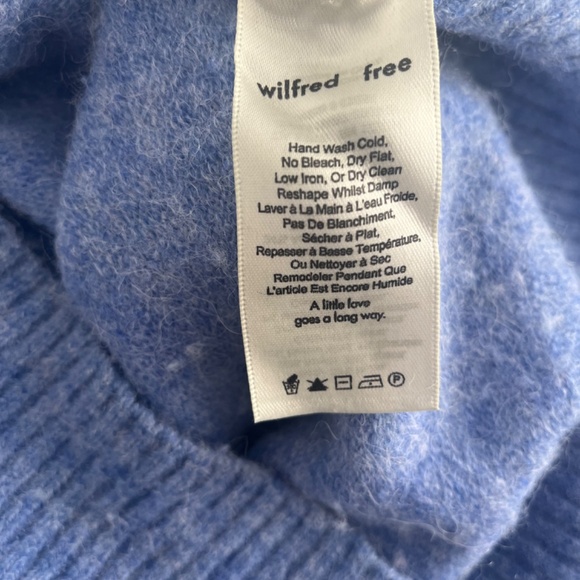 wilfred free
Hand Wash Cold,
No Bleach, Dry Flat,
Low Iron, Or Dry Clean
Reshape Whilst Damp
Laver à La Main à L'eau Froide,
Pas De Blanchiment,
Sécher à Plat,
Repasser à Basse Température,
Ou Nettoyer à Sec
Remodeler Pendant Que
L'article Est Encore Humide
A little love
goes a long way.
P